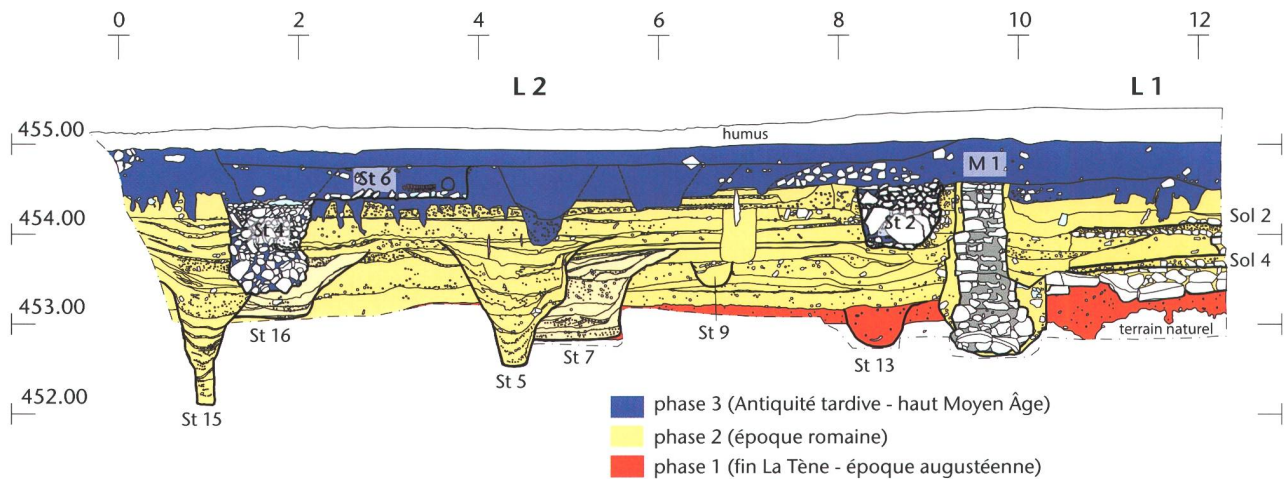 0 2 4 6 8 10 12
L 2 L 1
455.00
humus
M 1
St 6
454.00
St 2
Sol 2
Sol 4
453.00
St 16
St 9
terrain naturel
St 7
St 13
St 5
452.00
St 15
phase 3 (Antiquité tardive - haut Moyen Âge)
phase 2 (époque romaine)
phase 1 (fin La Tène - époque augustéenne)